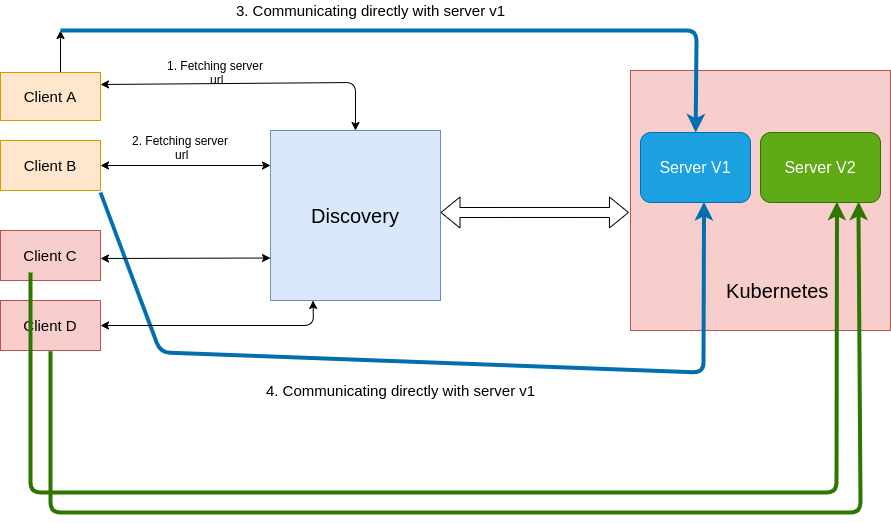 3. Communicating directly with server v1
1. Fetching server
url
Client A
2. Fetching server
url
Client B
Server V1
Server V2
Discovery
Client C
Kubernetes
Client D
4. Communicating directly with server v1